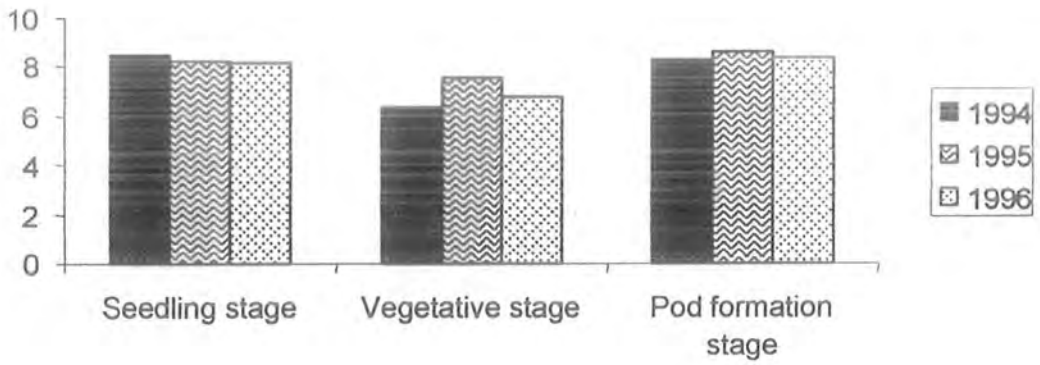 10
8
6
4
2
0
Seedling stage
Vegetative stage
Pod formation
stage
1994
1995
1996